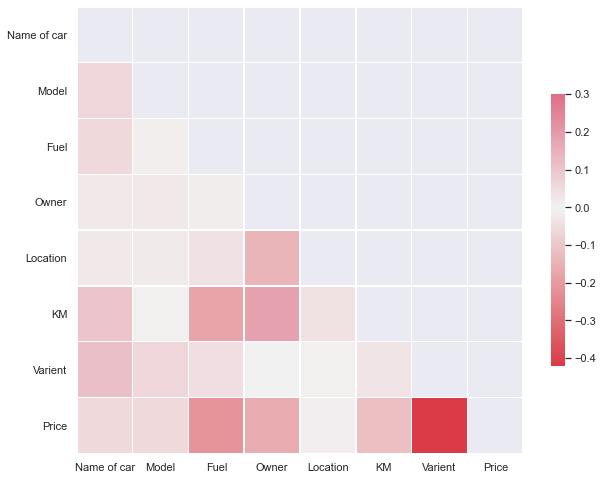 Name of car
Model
Fuel
Owner
Location
KM
Varient
Price
Name of car Model Fuel Owner Location KM Varient Price
0.3
0.2
0.1
0.0
−0.1
−0.2
−0.3
−0.4